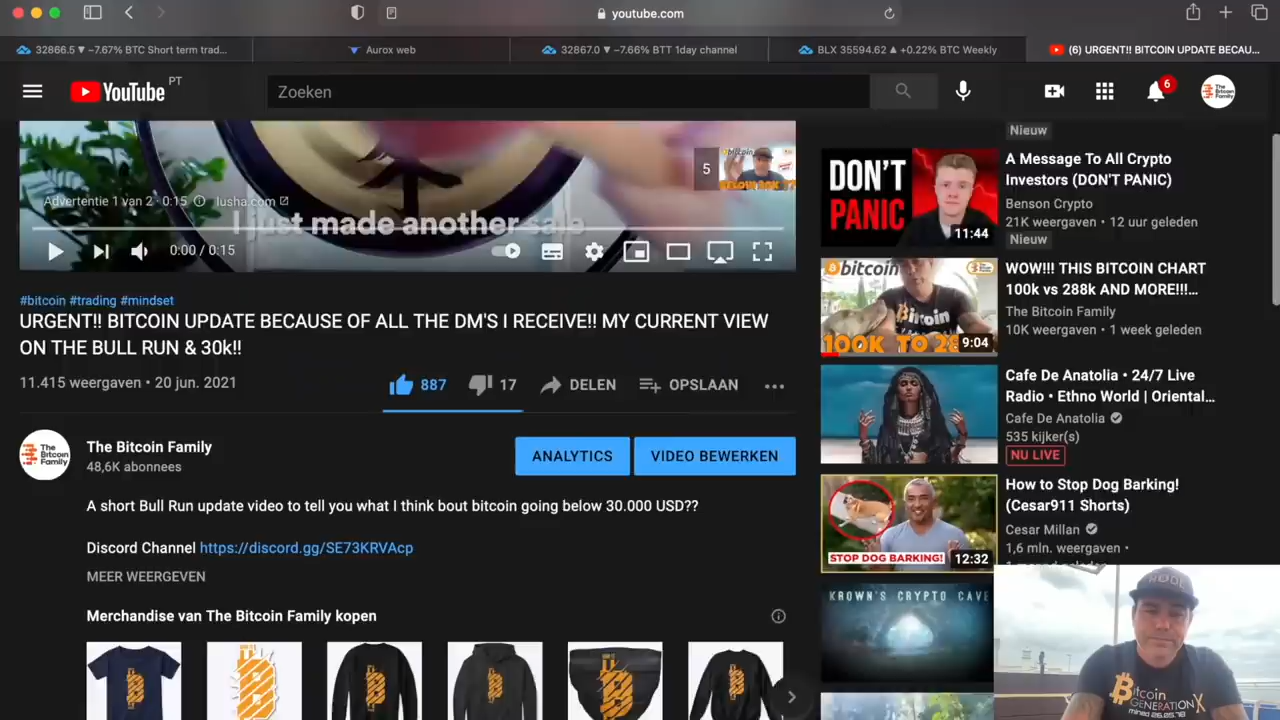 youtube.com
32866.5 ▼ −7.67% BTC Short term trad...
Aurox web
32867.0 ▼ −7.66% BTT 1day channel
BLX 35594.62 ▲ +0.22% BTC Weekly
(6) URGENT!! BITCOIN UPDATE BECAU...
YouTube PT
Zoeken
6
5
Advertentie 1 van 2 · 0:15
lusha.com
I just made another sale
0:00 / 0:15
#bitcoin #trading #mindset
URGENT!! BITCOIN UPDATE BECAUSE OF ALL THE DM'S I RECEIVE!! MY CURRENT VIEW
ON THE BULL RUN & 30k!!
11.415 weergaven • 20 jun. 2021
887
17
DELEN
OPSLAAN
The Bitcoin Family
48,6K abonnees
ANALYTICS
VIDEO BEWERKEN
A short Bull Run update video to tell you what I think bout bitcoin going below 30.000 USD??
Discord Channel https://discord.gg/SE73KRVAcp
MEER WEERGEVEN
Merchandise van The Bitcoin Family kopen
Nieuw
DON'T
PANIC
11:44
A Message To All Crypto
Investors (DON'T PANIC)
Benson Crypto
21K weergaven • 12 uur geleden
Nieuw
bitcoin
100K TO 28
9:04
WOW!!! THIS BITCOIN CHART
100k vs 288k AND MORE!!!...
The Bitcoin Family
10K weergaven • 1 week geleden
Cafe De Anatolia • 24/7 Live
Radio • Ethno World | Oriental...
Cafe De Anatolia
535 kijker(s)
NU LIVE
STOP DOG BARKING!
12:32
How to Stop Dog Barking!
(Cesar911 Shorts)
Cesar Millan
1,6 mln. weergaven •
KROWN'S CRYPTO CAVE
HODL
Bitcoin
GENERATION X